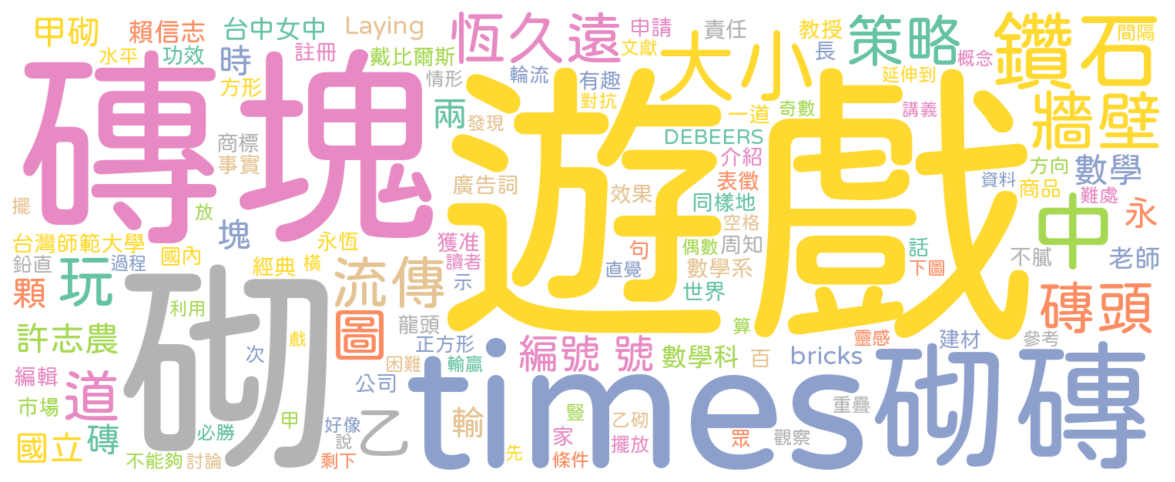 甲砌
賴信志
台中女中
Laying
恆久遠
申請
責任
教授
策略
鑽石
間隔
水平
功效
時
註冊
戴比爾斯
文獻
大小
長
延伸到
概念
方形
情形
輪流
有趣
對抗
一道
奇數
講義
牆壁
磚塊
遊戲
兩
發現
DEBEERS
商標
事實
介紹
方向
數學
廣告詞
效果
表徵
資料
商品
難處
擺
放
塊
同樣地
空格
中
永
台灣師範大學
國內
永恆
獲准
句
偶數
周知
話
不膩
老師
鉛直
過程
經典
橫
讀者
示
直覺
數學系
下圖
顆
玩
流傳
世界
磚頭
利用
砌
圖
龍頭
算
靈感
建材
參考
許志農
戲
正方形
編號
號
數學科
百
bricks
砌磚
次
困難
輸贏
編輯
道
公司
times
市場
甲
好像
乙
輸
豎
乙砌
重疊
國立
磚
必勝
說
家
擺放
眾
觀察
不能夠
討論
剩下
先
條件